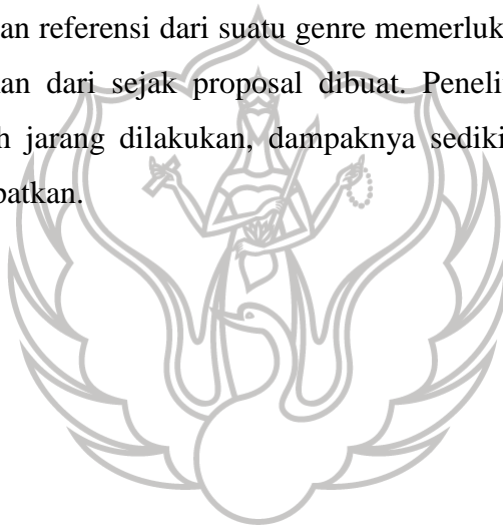 an referensi dari suatu genre memerluk
an dari sejak proposal dibuat. Peneli
h jarang dilakukan, dampaknya sediki
patkan.